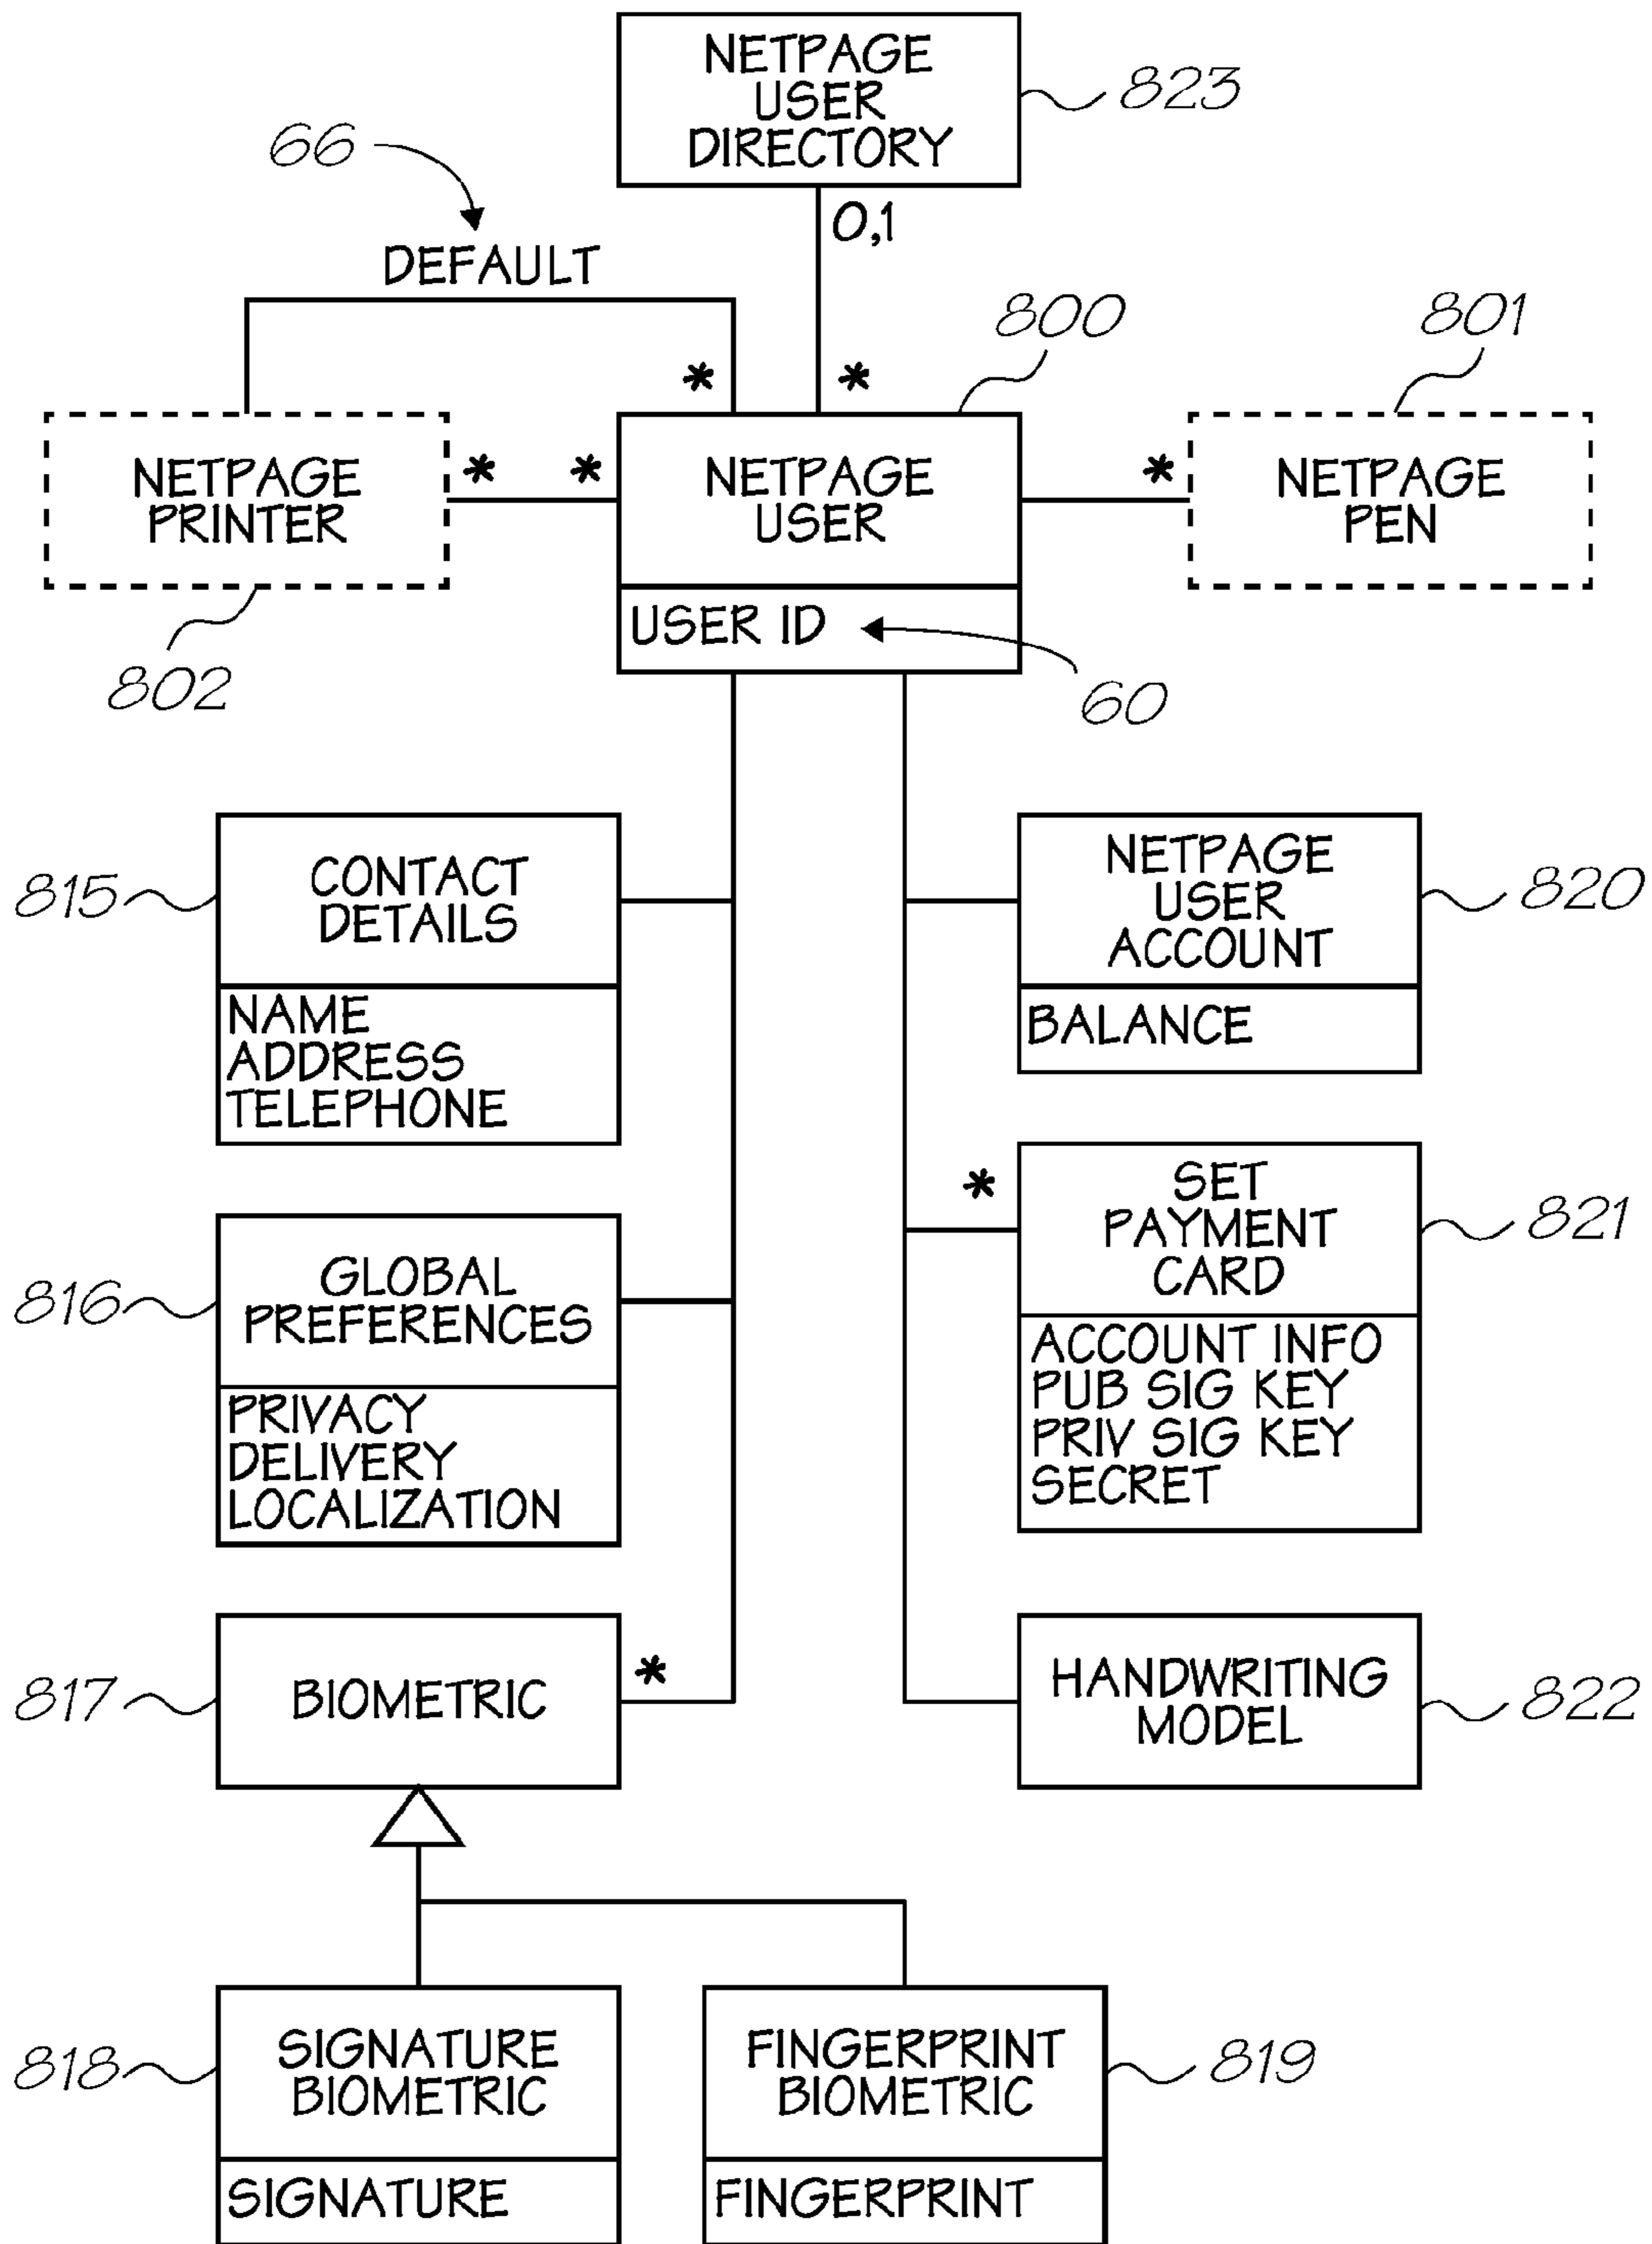 NETPAGE
USER
DIRECTORY
823
66
0,1
DEFAULT
800
801
*
*
NETPAGE
PRINTER
*
*
NETPAGE
USER
*
NETPAGE
PEN
USER ID
802
60
815
CONTACT
DETAILS
NAME
ADDRESS
TELEPHONE
NETPAGE
USER
ACCOUNT
820
BALANCE
816
GLOBAL
PREFERENCES
PRIVACY
DELIVERY
LOCALIZATION
*
SET
PAYMENT
CARD
821
ACCOUNT INFO
PUB SIG KEY
PRIV SIG KEY
SECRET
817
BIOMETRIC
*
HANDWRITING
MODEL
822
818
SIGNATURE
BIOMETRIC
SIGNATURE
FINGERPRINT
BIOMETRIC
819
FINGERPRINT